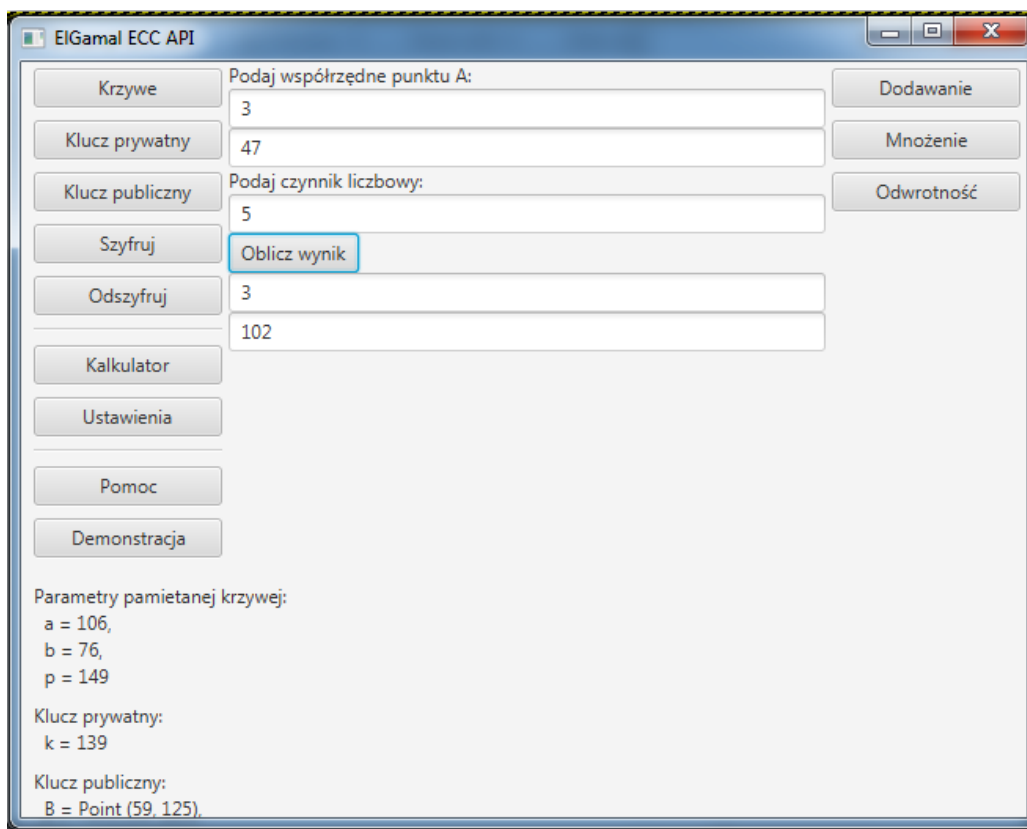 ElGamal ECC API
Krzywe
Klucz prywatny
Klucz publiczny
Szyfruj
Odszyfruj
Kalkulator
Ustawienia
Pomoc
Demonstracja
Podaj współrzędne punktu A:
3
47
Podaj czynnik liczbowy:
5
Oblicz wynik
3
102
Dodawanie
Mnożenie
Odwrotność
Parametry pamietanej krzywej:
a = 106,
b = 76,
p = 149
Klucz prywatny:
k = 139
Klucz publiczny:
B = Point (59, 125),